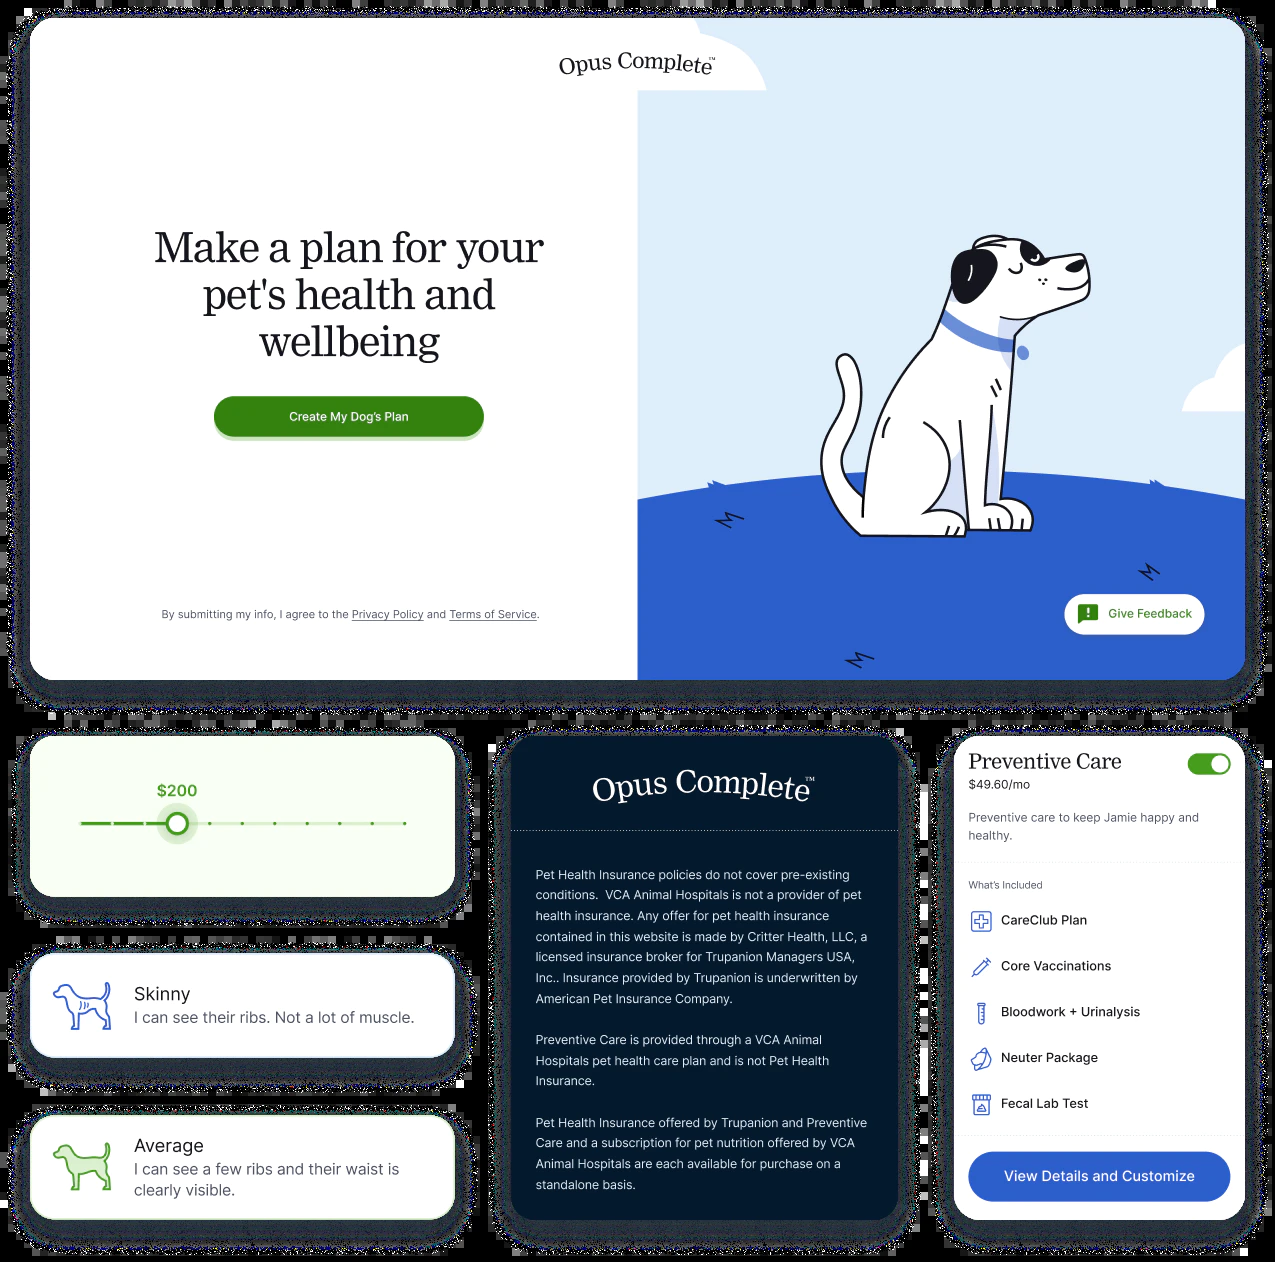 Opus Complete™
Make a plan for your
pet's health and
wellbeing
Create My Dog's Plan
By submitting my info, I agree to the Privacy Policy and Terms of Service.
Give Feedback
$200
Skinny
I can see their ribs. Not a lot of muscle.
Average
I can see a few ribs and their waist is
clearly visible.
Opus Complete™
Pet Health Insurance policies do not cover pre-existing
conditions.  VCA Animal Hospitals is not a provider of pet
health insurance. Any offer for pet health insurance
contained in this website is made by Critter Health, LLC, a
licensed insurance broker for Trupanion Managers USA,
Inc.. Insurance provided by Trupanion is underwritten by
American Pet Insurance Company.
Preventive Care is provided through a VCA Animal
Hospitals pet health care plan and is not Pet Health
Insurance.
Pet Health Insurance offered by Trupanion and Preventive
Care and a subscription for pet nutrition offered by VCA
Animal Hospitals are each available for purchase on a
standalone basis.
Preventive Care
$49.60/mo
Preventive care to keep Jamie happy and
healthy.
What's Included
CareClub Plan
Core Vaccinations
Bloodwork + Urinalysis
Neuter Package
Fecal Lab Test
View Details and Customize